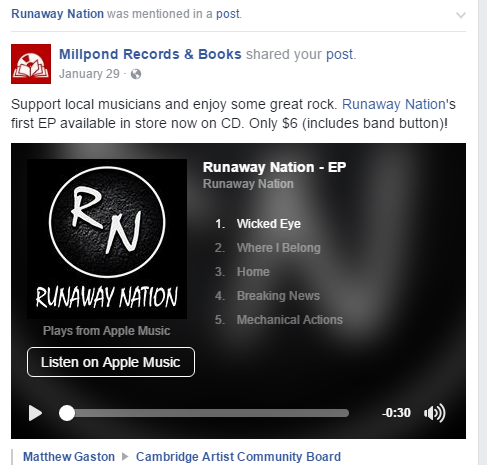 Runaway Nation was mentioned in a post.
Millpond Records & Books shared your post.
January 29 ·
Support local musicians and enjoy some great rock. Runaway Nation's
first EP available in store now on CD. Only $6 (includes band button)!
RN
RUNAWAY NATION
Plays from Apple Music
Listen on Apple Music
Runaway Nation - EP
Runaway Nation
1. Wicked Eye
2. Where I Belong
3. Home
4. Breaking News
5. Mechanical Actions
-0:30
Matthew Gaston ▶ Cambridge Artist Community Board